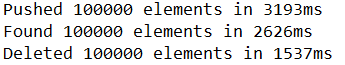 Pushed 100000 elements in 3193ms
Found 100000 elements in 2626ms
Deleted 100000 elements in 1537ms